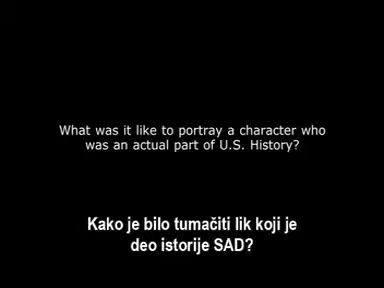 What was it like to portray a character who
was an actual part of U.S. History?
Kako je bilo tumačiti lik koji je
deo istorije SAD?